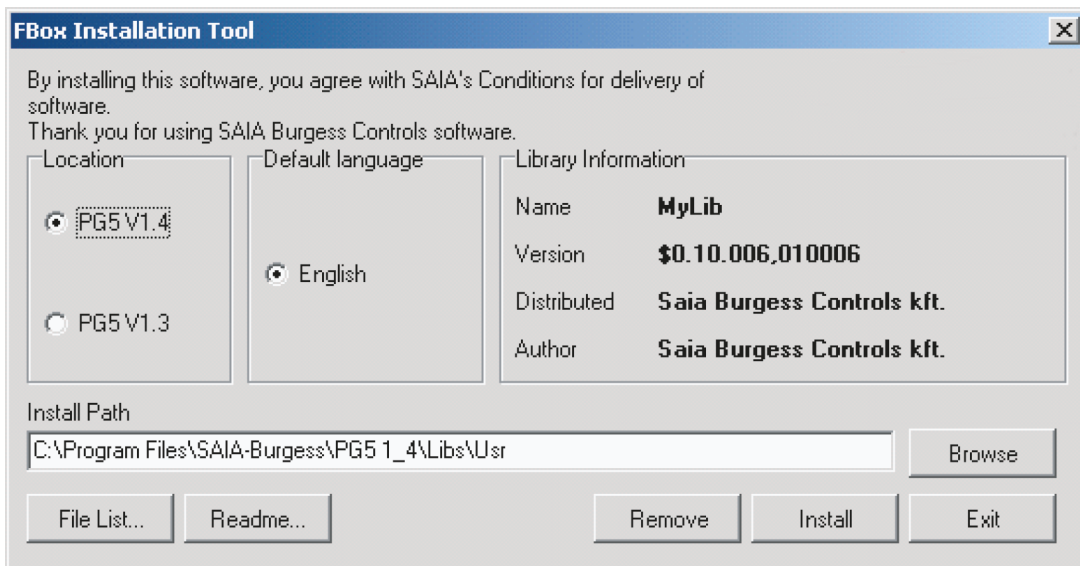 FBox Installation Tool
By installing this software, you agree with SAIA's Conditions for delivery of
software.
Thank you for using SAIA Burgess Controls software.
Location
PG5 V1.4
PG5 V1.3
Default language
English
Library Information
Name MyLib
Version $0.10.006,010006
Distributed Saia Burgess Controls kft.
Author Saia Burgess Controls kft.
Install Path
C:\Program Files\SAIA-Burgess\PG5 1_4\Libs\Usr
Browse
File List...
Readme...
Remove
Install
Exit